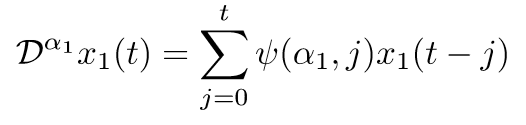 $\mathcal{D}^{\alpha_1} x_1(t) = \sum_{j=0}^{t} \psi(\alpha_1, j) x_1(t - j)$